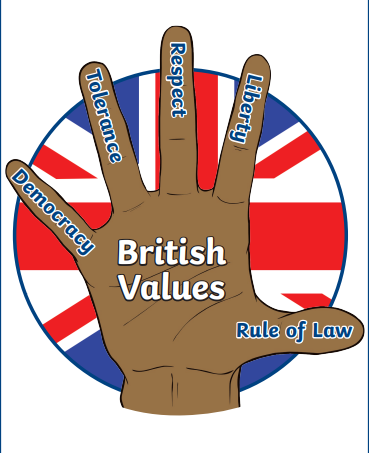 Democracy
Tolerance
Respect
Liberty
British
Values
Rule of Law